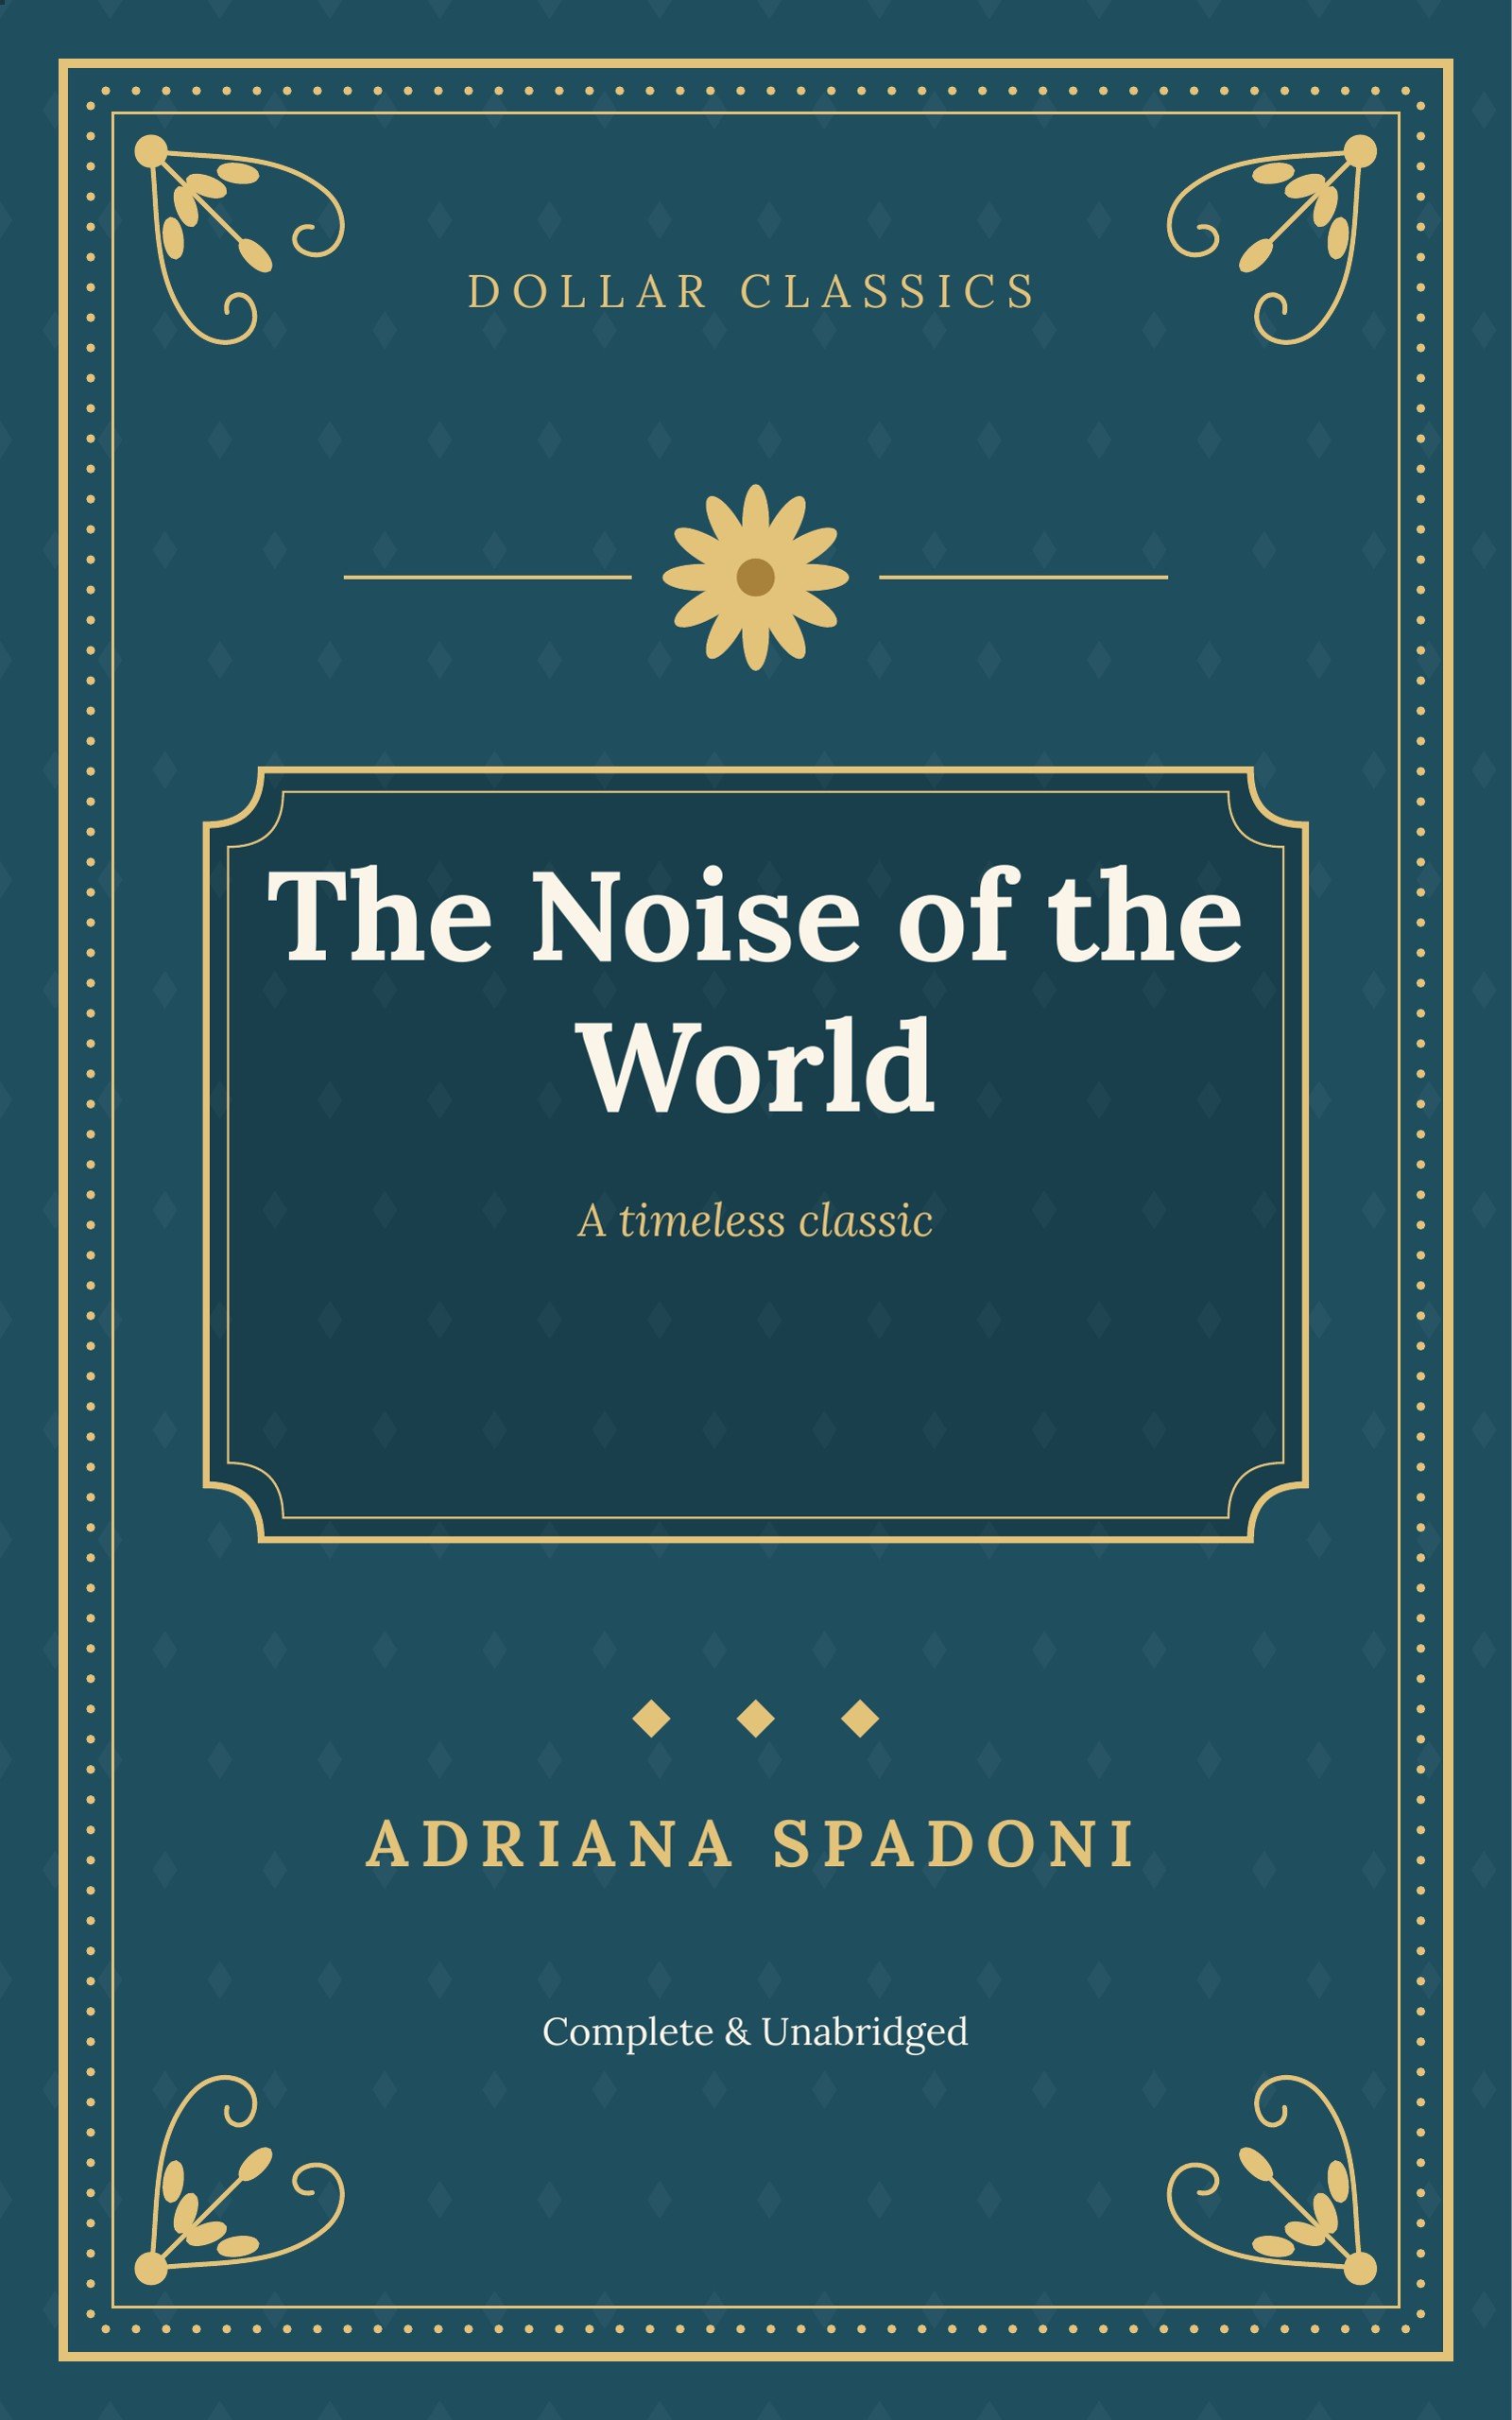 DOLLAR CLASSICS
The Noise of the
World
A timeless classic
ADRIANA SPADONI
Complete & Unabridged